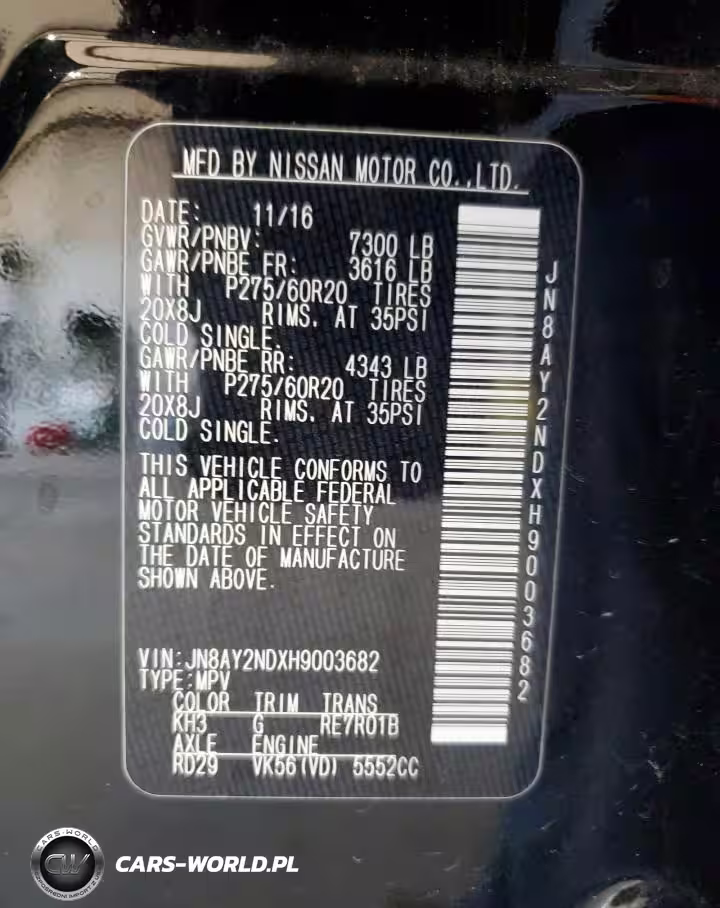 MFD BY NISSAN MOTOR CO.,LTD.
DATE: 11/16
GVWR/PNBV: 7300 LB
GAWR/PNBE FR: 3616 LB
WITH P275/60R20 TIRES
20X8J RIMS. AT 35PSI
COLD SINGLE.
GAWR/PNBE RR: 4343 LB
WITH P275/60R20 TIRES
20X8J RIMS. AT 35PSI
COLD SINGLE.
THIS VEHICLE CONFORMS TO
ALL APPLICABLE FEDERAL
MOTOR VEHICLE SAFETY
STANDARDS IN EFFECT ON
THE DATE OF MANUFACTURE
SHOWN ABOVE.
VIN:JN8AY2NDXH9003682
TYPE:MPV
COLOR TRIM TRANS
KH3 G RE7R01B
AXLE ENGINE
RD29 VK56(VD) 5552CC
JN8AY2NDXH9003682
CARS-WORLD
CW
CARS-WORLD.PL